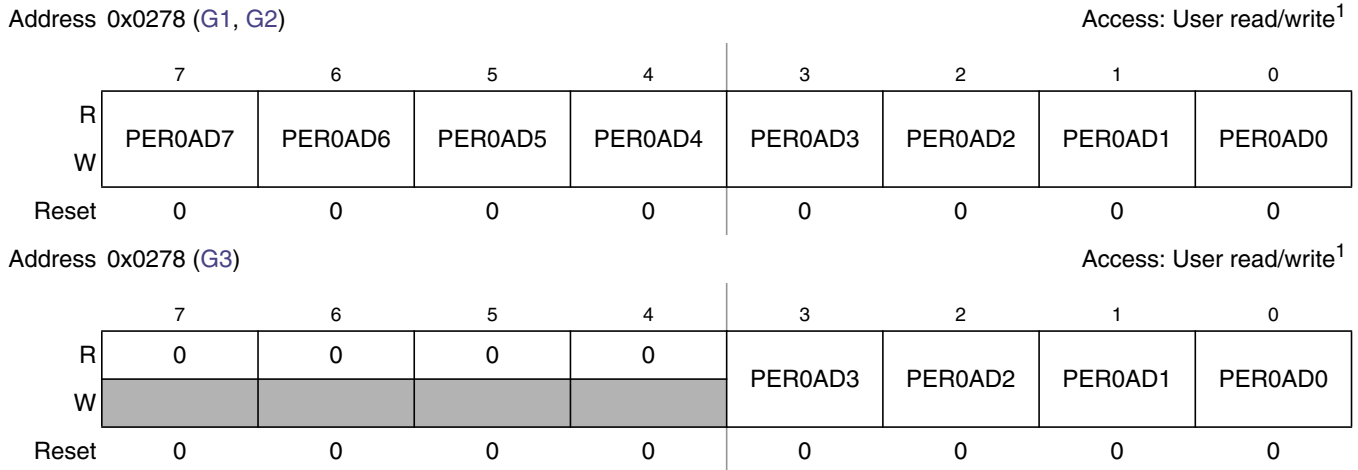 Address 0x0278 (G1, G2) Access: User read/write1
7 6 5 4 3 2 1 0
R
PER0AD7 PER0AD6 PER0AD5 PER0AD4 PER0AD3 PER0AD2 PER0AD1 PER0AD0
W
Reset 0 0 0 0 0 0 0 0
Address 0x0278 (G3) Access: User read/write1
7 6 5 4 3 2 1 0
R 0 0 0 0
PER0AD3 PER0AD2 PER0AD1 PER0AD0
W
Reset 0 0 0 0 0 0 0 0